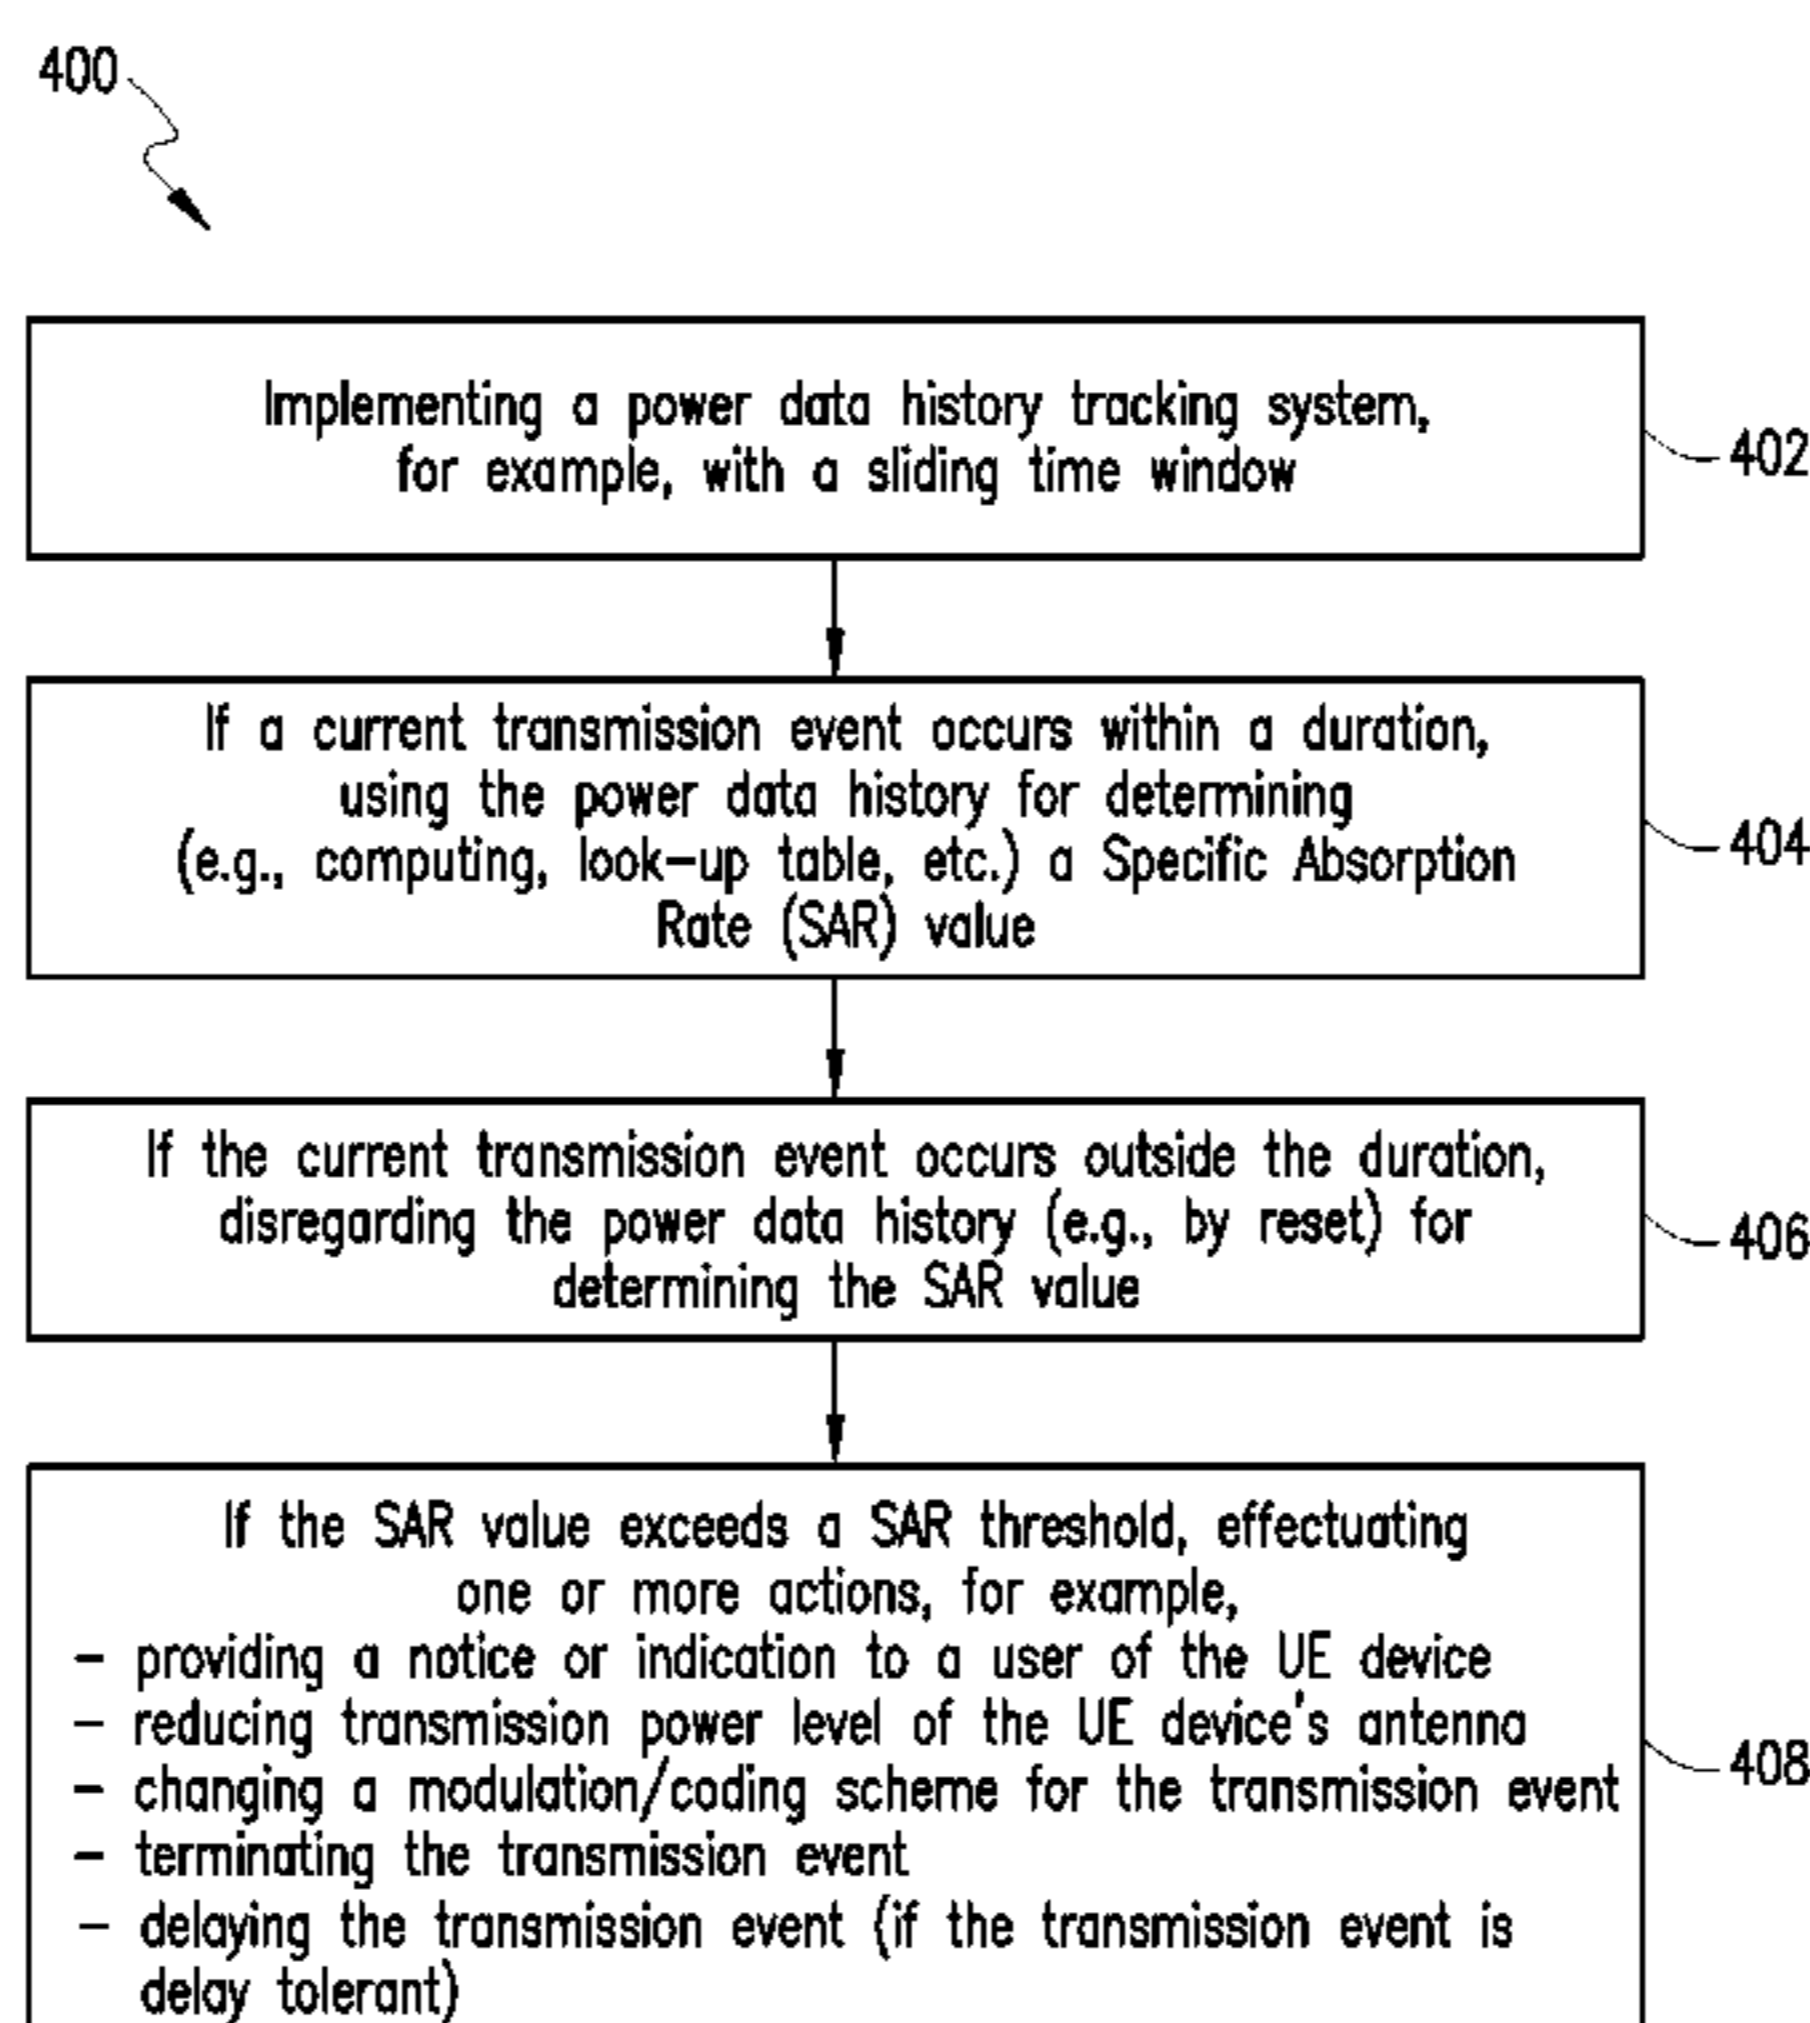 400
Implementing a power data history tracking system,
for example, with a sliding time window
402
If a current transmission event occurs within a duration,
using the power data history for determining
(e.g., computing, look-up table, etc.) a Specific Absorption
Rate (SAR) value
404
If the current transmission event occurs outside the duration,
disregarding the power data history (e.g., by reset) for
determining the SAR value
406
If the SAR value exceeds a SAR threshold, effectuating
one or more actions, for example,
- providing a notice or indication to a user of the UE device
- reducing transmission power level of the UE device's antenna
- changing a modulation/coding scheme for the transmission event
- terminating the transmission event
- delaying the transmission event (if the transmission event is
delay tolerant)
408